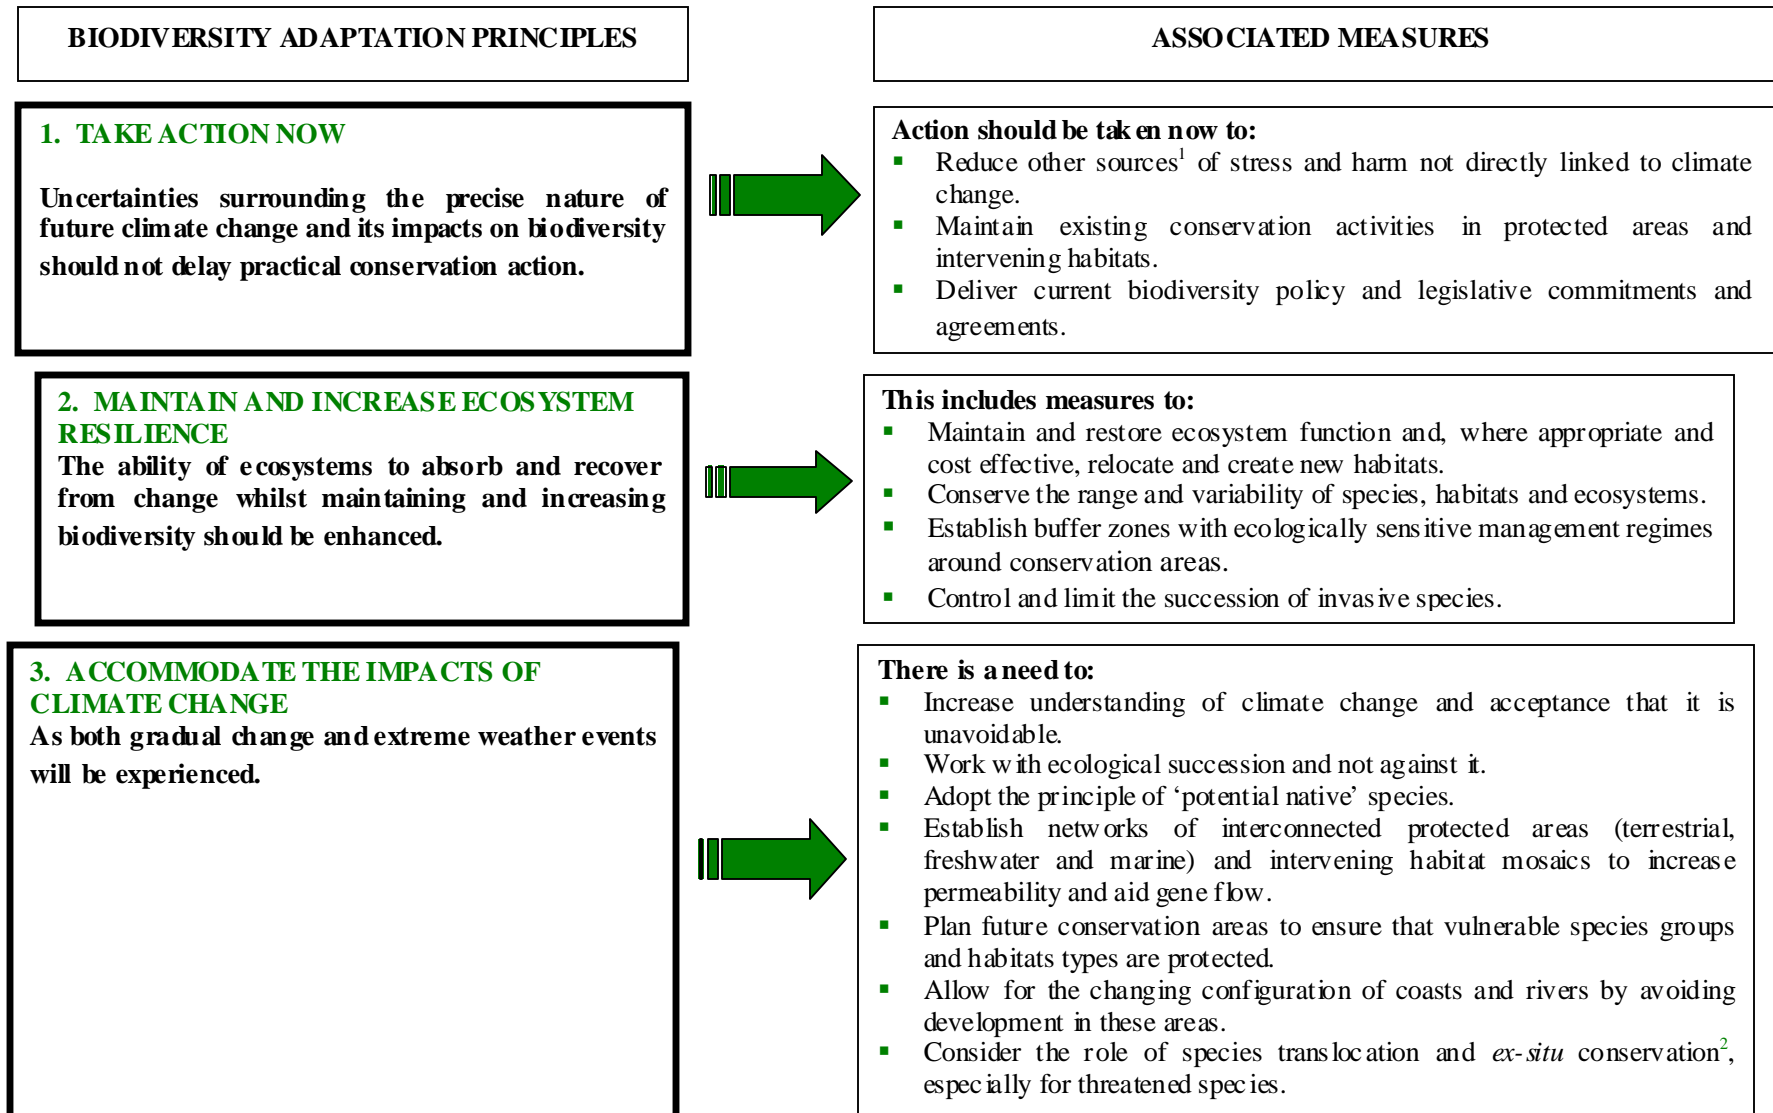 BIODIVERSITY ADAPTATION PRINCIPLES
ASSOCIATED MEASURES
1. TAKE ACTION NOW
Uncertainties surrounding the precise nature of
future climate change and its impacts on biodiversity
should not delay practical conservation action.
Action should be taken now to:
▪ Reduce other sources¹ of stress and harm not directly linked to climate
change.
▪ Maintain existing conservation activities in protected areas and
intervening habitats.
▪ Deliver current biodiversity policy and legislative commitments and
agreements.
2. MAINTAIN AND INCREASE ECOSYSTEM
RESILIENCE
The ability of ecosystems to absorb and recover
from change whilst maintaining and increasing
biodiversity should be enhanced.
This includes measures to:
▪ Maintain and restore ecosystem function and, where appropriate and
cost effective, relocate and create new habitats.
▪ Conserve the range and variability of species, habitats and ecosystems.
▪ Establish buffer zones with ecologically sensitive management regimes
around conservation areas.
▪ Control and limit the succession of invasive species.
3. ACCOMMODATE THE IMPACTS OF
CLIMATE CHANGE
As both gradual change and extreme weather events
will be experienced.
There is a need to:
▪ Increase understanding of climate change and acceptance that it is
unavoidable.
▪ Work with ecological succession and not against it.
▪ Adopt the principle of ‘potential native’ species.
▪ Establish networks of interconnected protected areas (terrestrial,
freshwater and marine) and intervening habitat mosaics to increase
permeability and aid gene flow.
▪ Plan future conservation areas to ensure that vulnerable species groups
and habitats types are protected.
▪ Allow for the changing configuration of coasts and rivers by avoiding
development in these areas.
▪ Consider the role of species translocation and ex-situ conservation²,
especially for threatened species.